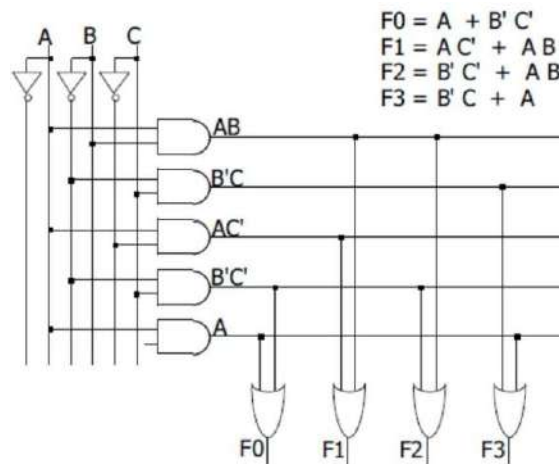 F0 = A + B' C'
F1 = A C' + A B
F2 = B' C' + A B
F3 = B' C + A
A B C
AB
B'C
AC'
B'C'
A
F0 F1 F2 F3